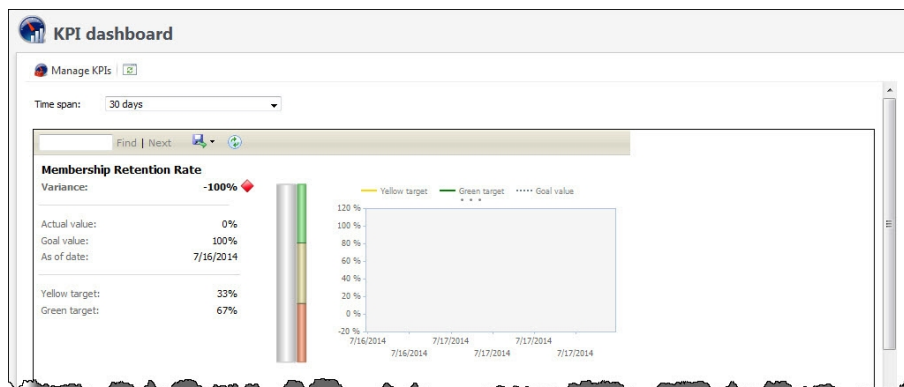 KPI dashboard
Manage KPIs
Time span: 30 days
Find | Next
Membership Retention Rate
Variance: -100%
Actual value: 0%
Goal value: 100%
As of date: 7/16/2014
Yellow target: 33%
Green target: 67%
Yellow target Green target Goal value
120 %
100 %
80 %
60 %
40 %
20 %
0 %
-20 %
7/16/2014 7/17/2014 7/17/2014
7/16/2014 7/17/2014 7/17/2014